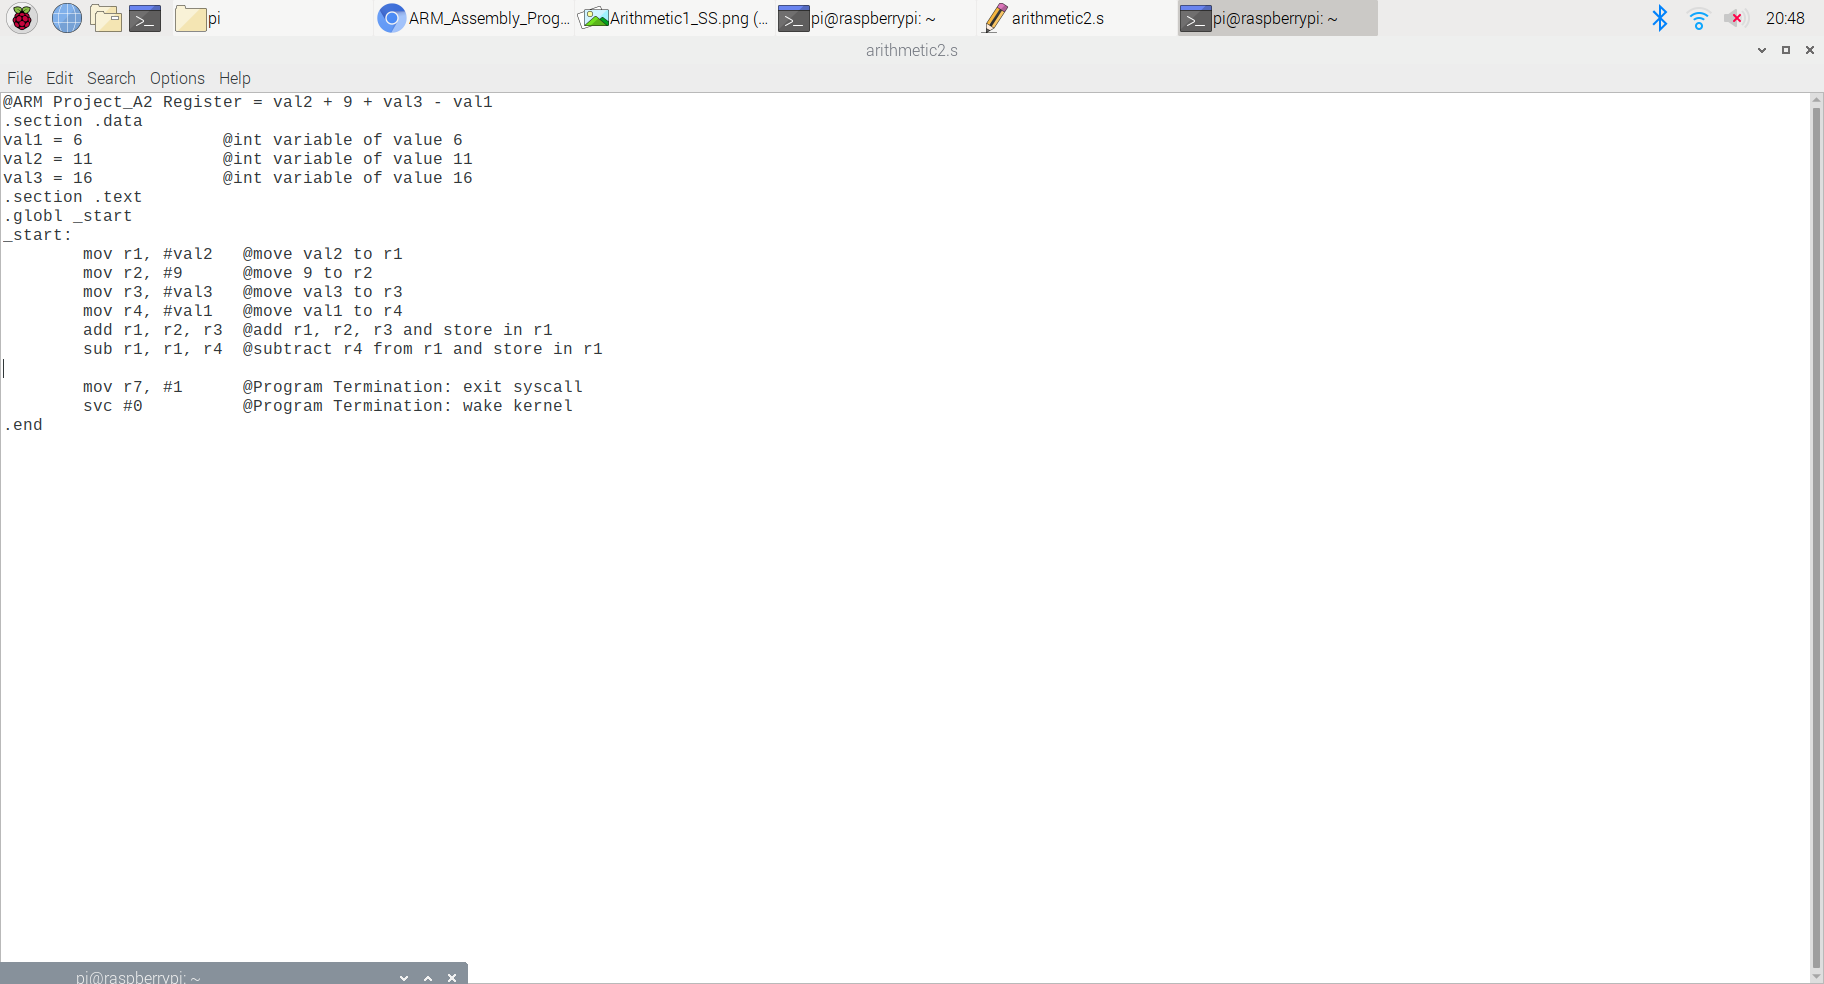 pi ARM_Assembly_Prog... Arithmetic1_SS.png (... pi@raspberrypi: ~ arithmetic2.s pi@raspberrypi: ~ 20:48
arithmetic2.s
File Edit Search Options Help
@ARM Project_A2 Register = val2 + 9 + val3 - val1
.section .data
val1 = 6 @int variable of value 6
val2 = 11 @int variable of value 11
val3 = 16 @int variable of value 16
.section .text
.globl _start
_start:
mov r1, #val2 @move val2 to r1
mov r2, #9 @move 9 to r2
mov r3, #val3 @move val3 to r3
mov r4, #val1 @move val1 to r4
add r1, r2, r3 @add r1, r2, r3 and store in r1
sub r1, r1, r4 @subtract r4 from r1 and store in r1
mov r7, #1 @Program Termination: exit syscall
svc #0 @Program Termination: wake kernel
.end
pi@raspberrypi: ~